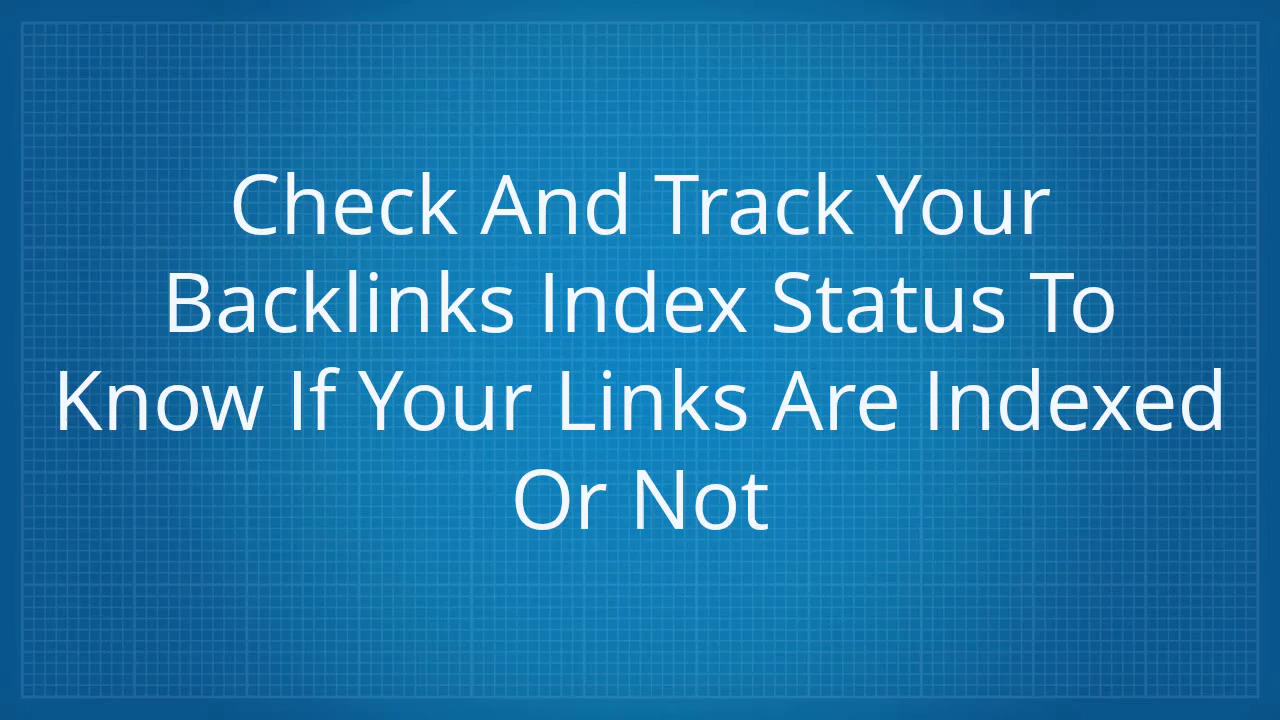 Check And Track Your
Backlinks Index Status To
Know If Your Links Are Indexed
Or Not